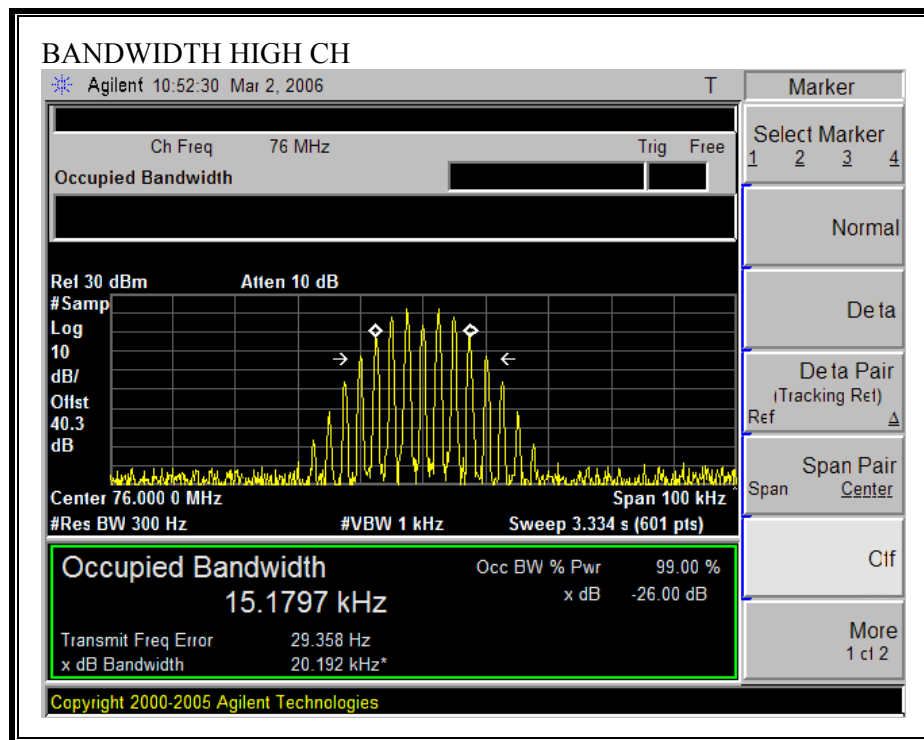 BANDWIDTH HIGH CH
Agilent 10:52:30 Mar 2, 2006 T
Ch Freq 76 MHz Trig Free
Occupied Bandwidth
Ref 30 dBm Atten 10 dB
#Samp
Log
10
dB/
Offst
40.3
dB
Center 76.000 0 MHz Span 100 kHz
#Res BW 300 Hz #VBW 1 kHz Sweep 3.334 s (601 pts)
Occupied Bandwidth
15.1797 kHz
Occ BW % Pwr 99.00 %
x dB -26.00 dB
Transmit Freq Error 29.358 Hz
x dB Bandwidth 20.192 kHz*
Copyright 2000-2005 Agilent Technologies
Marker
Select Marker
1 2 3 4
Normal
Delta
Delta Pair
(Tracking Ref)
Ref Δ
Span Pair
Span Center
Off
More
1 of 2